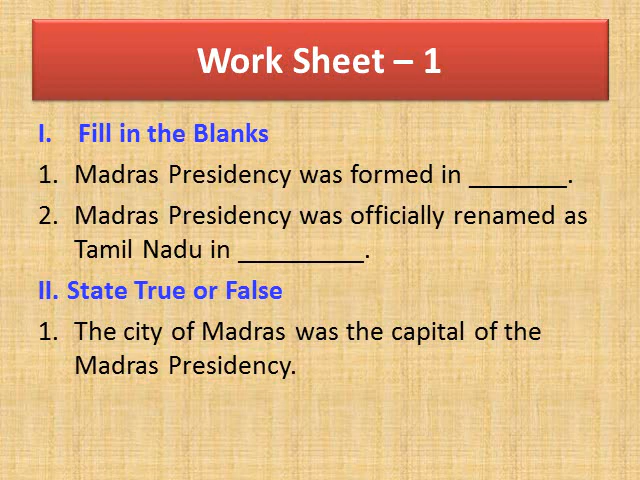 Work Sheet – 1
I. Fill in the Blanks
1. Madras Presidency was formed in _______.
2. Madras Presidency was officially renamed as
Tamil Nadu in _________.
II. State True or False
1. The city of Madras was the capital of the
Madras Presidency.